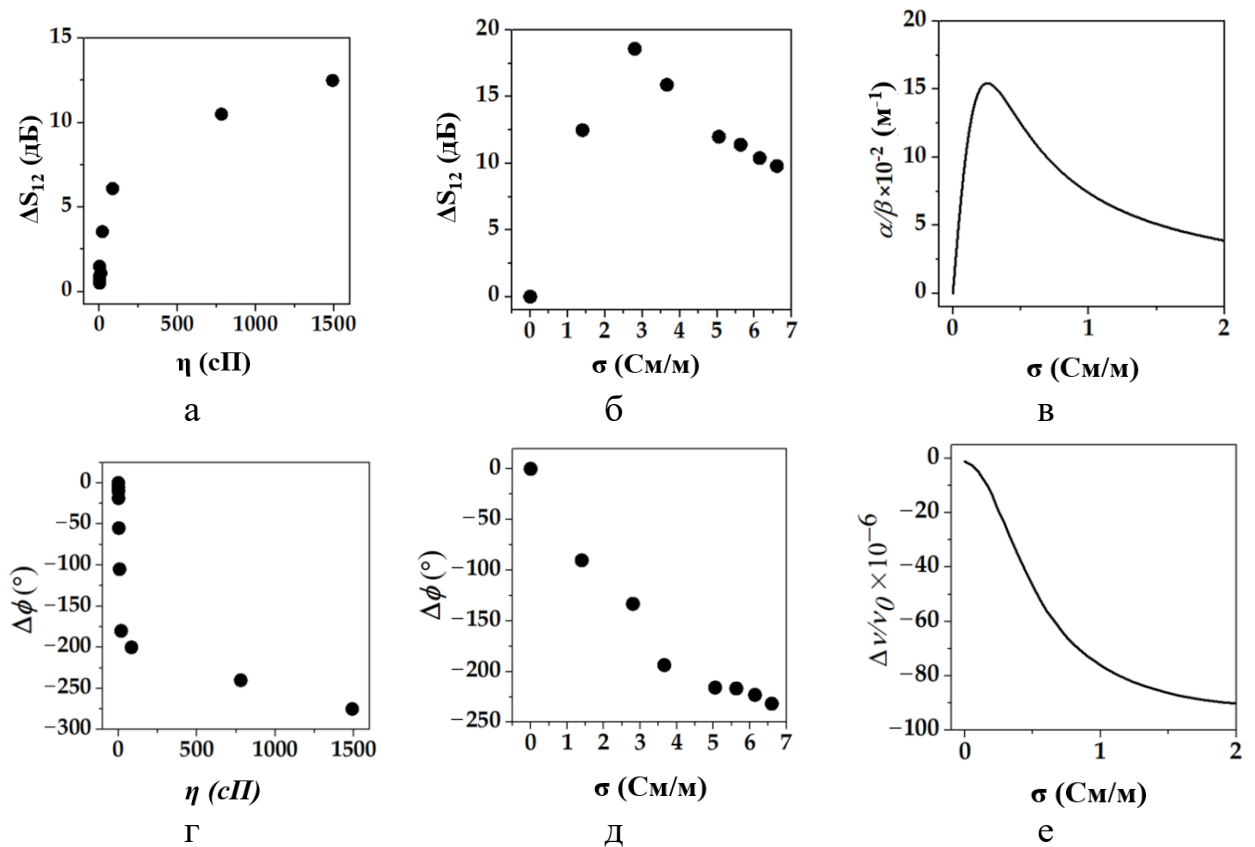 15
10
5
0
ΔS₁₂ (дБ)
0 500 1000 1500
η (сП)
а
20
15
10
5
0
ΔS₁₂ (дБ)
0 1 2 3 4 5 6 7
σ (См/м)
б
20
15
10
5
0
α/β×10⁻² (м⁻¹)
0 1 2
σ (См/м)
в
0
−50
−100
−150
−200
−250
−300
Δϕ (°)
0 500 1000 1500
η (сП)
г
0
−50
−100
−150
−200
−250
Δϕ (°)
0 1 2 3 4 5 6 7
σ (См/м)
д
0
−20
−40
−60
−80
−100
Δν/ν₀ ×10−6
0 1 2
σ (См/м)
е